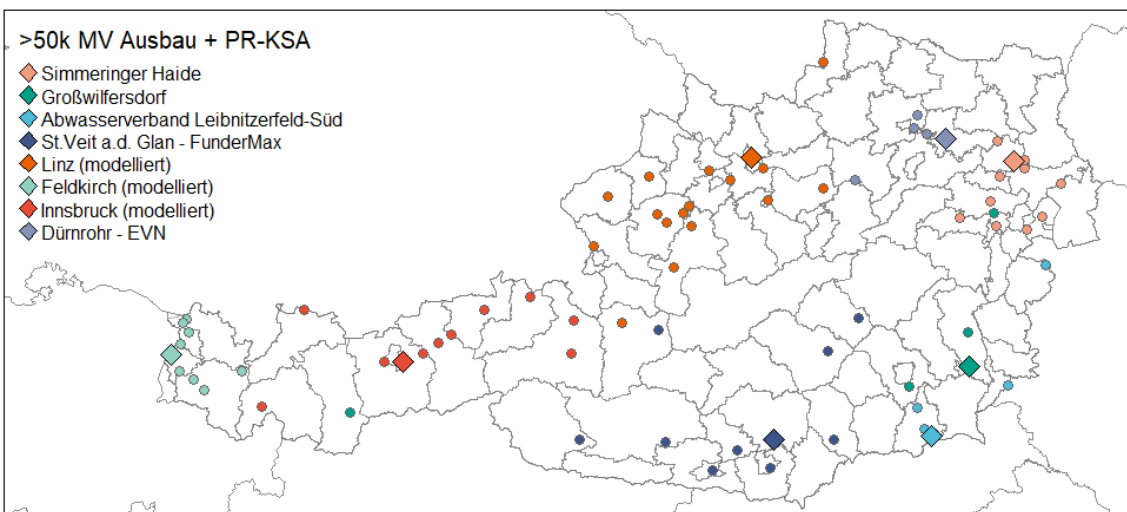 >50k MV Ausbau + PR-KSA
Simmeringer Haide
Großwilfersdorf
Abwasserverband Leibnitzerfeld-Süd
St.Veit a.d. Glan - FunderMax
Linz (modelliert)
Feldkirch (modelliert)
Innsbruck (modelliert)
Dürnrohr - EVN